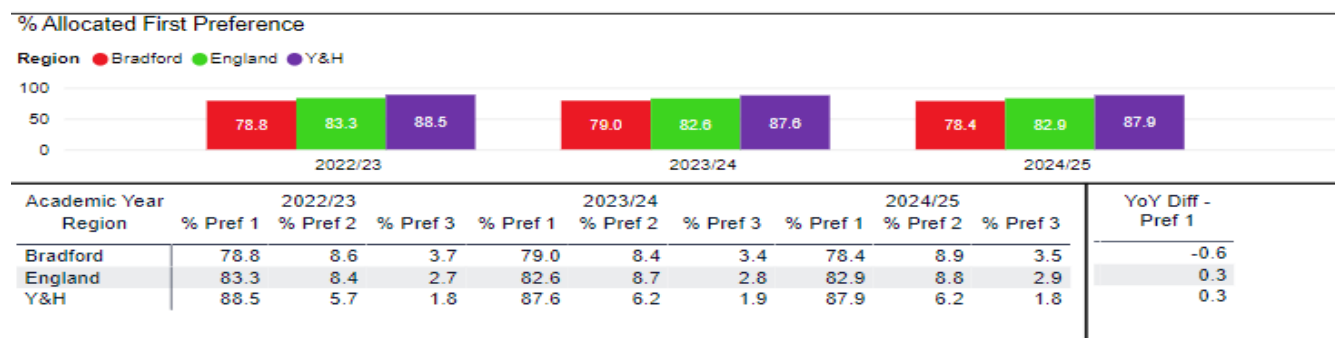 % Allocated First Preference
Region Bradford England Y&H
100
50
0
78.8 83.3 88.5 79.0 82.6 87.6 78.4 82.9 87.9
2022/23 2023/24 2024/25
Academic Year 2022/23 2023/24 2024/25 YoY Diff -
Region % Pref 1 % Pref 2 % Pref 3 % Pref 1 % Pref 2 % Pref 3 % Pref 1 % Pref 2 % Pref 3 Pref 1
Bradford 78.8 8.6 3.7 79.0 8.4 3.4 78.4 8.9 3.5 -0.6
England 83.3 8.4 2.7 82.6 8.7 2.8 82.9 8.8 2.9 0.3
Y&H 88.5 5.7 1.8 87.6 6.2 1.9 87.9 6.2 1.8 0.3